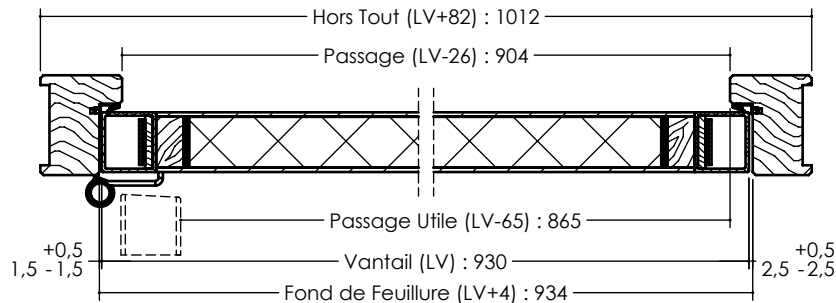 Hors Tout (LV+82) : 1012
Passage (LV-26) : 904
Passage Utile (LV-65) : 865
+0,5
1,5 -1,5
Vantail (LV) : 930
+0,5
2,5 -2,5
Fond de Feuillure (LV+4) : 934